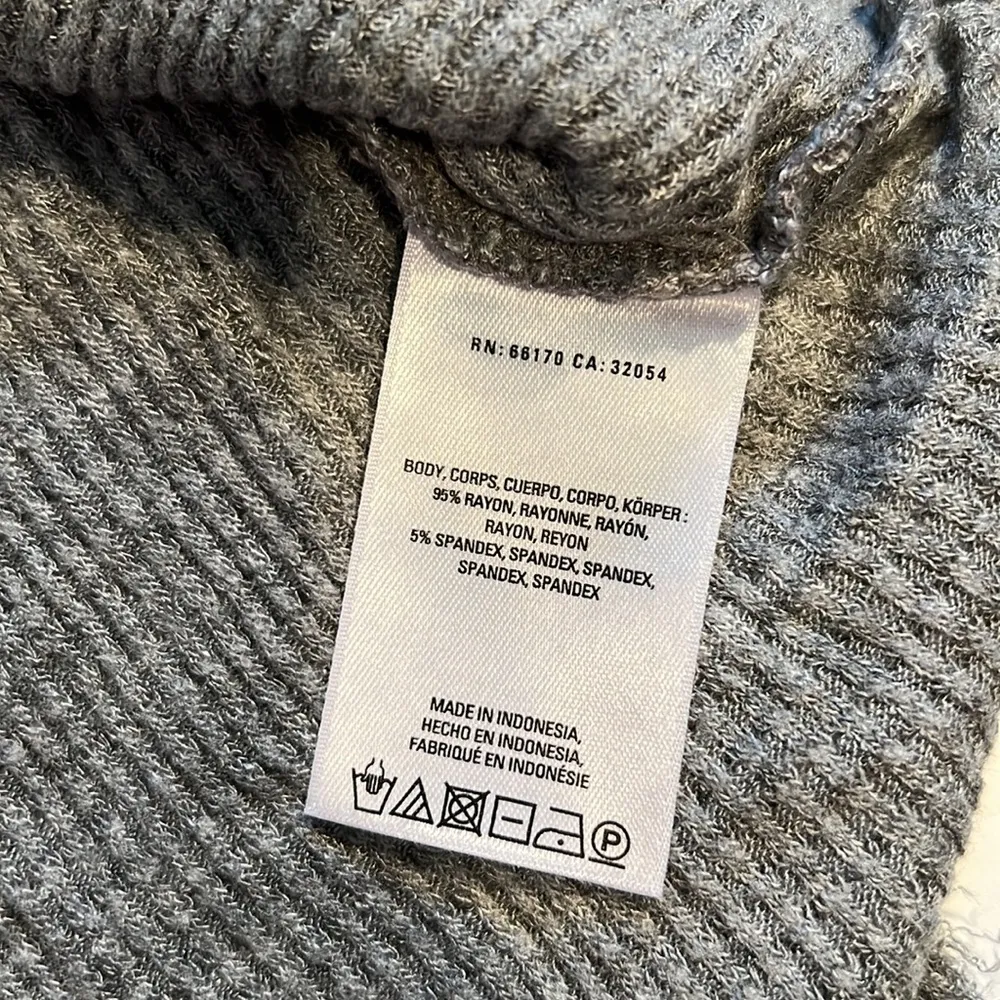 RN: 66170 CA: 32054
BODY, CORPS, CUERPO, CORPO, KÖRPER :
95% RAYON, RAYONNE, RAYÓN,
RAYON, REYON
5% SPANDEX, SPANDEX, SPANDEX,
SPANDEX, SPANDEX
MADE IN INDONESIA,
HECHO EN INDONESIA,
FABRIQUÉ EN INDONÉSIE
P